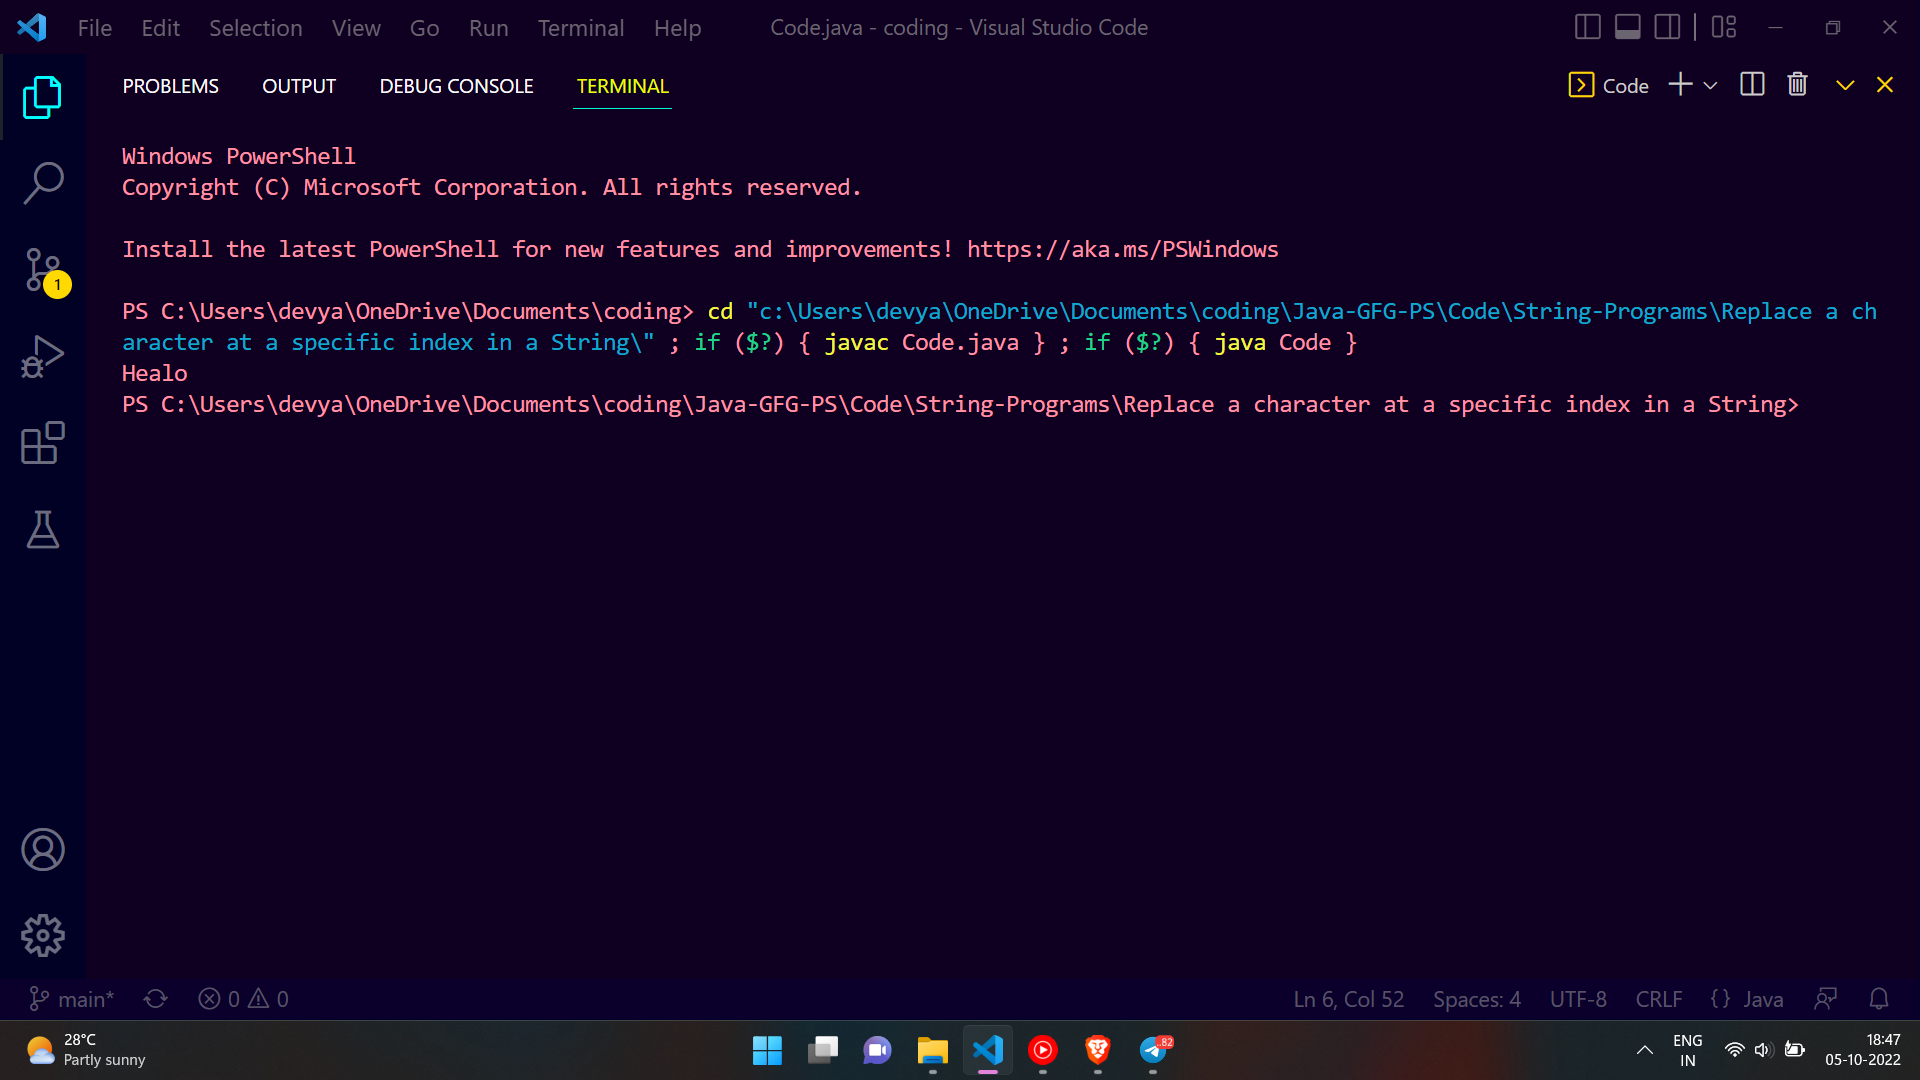 File Edit Selection View Go Run Terminal Help Code.java - coding - Visual Studio Code
PROBLEMS OUTPUT DEBUG CONSOLE TERMINAL Code
Windows PowerShell
Copyright (C) Microsoft Corporation. All rights reserved.
Install the latest PowerShell for new features and improvements! https://aka.ms/PSWindows
PS C:\Users\devya\OneDrive\Documents\coding> cd "c:\Users\devya\OneDrive\Documents\coding\Java-GFG-PS\Code\String-Programs\Replace a ch
aracter at a specific index in a String\" ; if ($?) { javac Code.java } ; if ($?) { java Code }
Healo
PS C:\Users\devya\OneDrive\Documents\coding\Java-GFG-PS\Code\String-Programs\Replace a character at a specific index in a String>
1
main* 0 0 Ln 6, Col 52 Spaces: 4 UTF-8 CRLF {} Java
28°C
Partly sunny
82
ENG
IN
18:47
05-10-2022